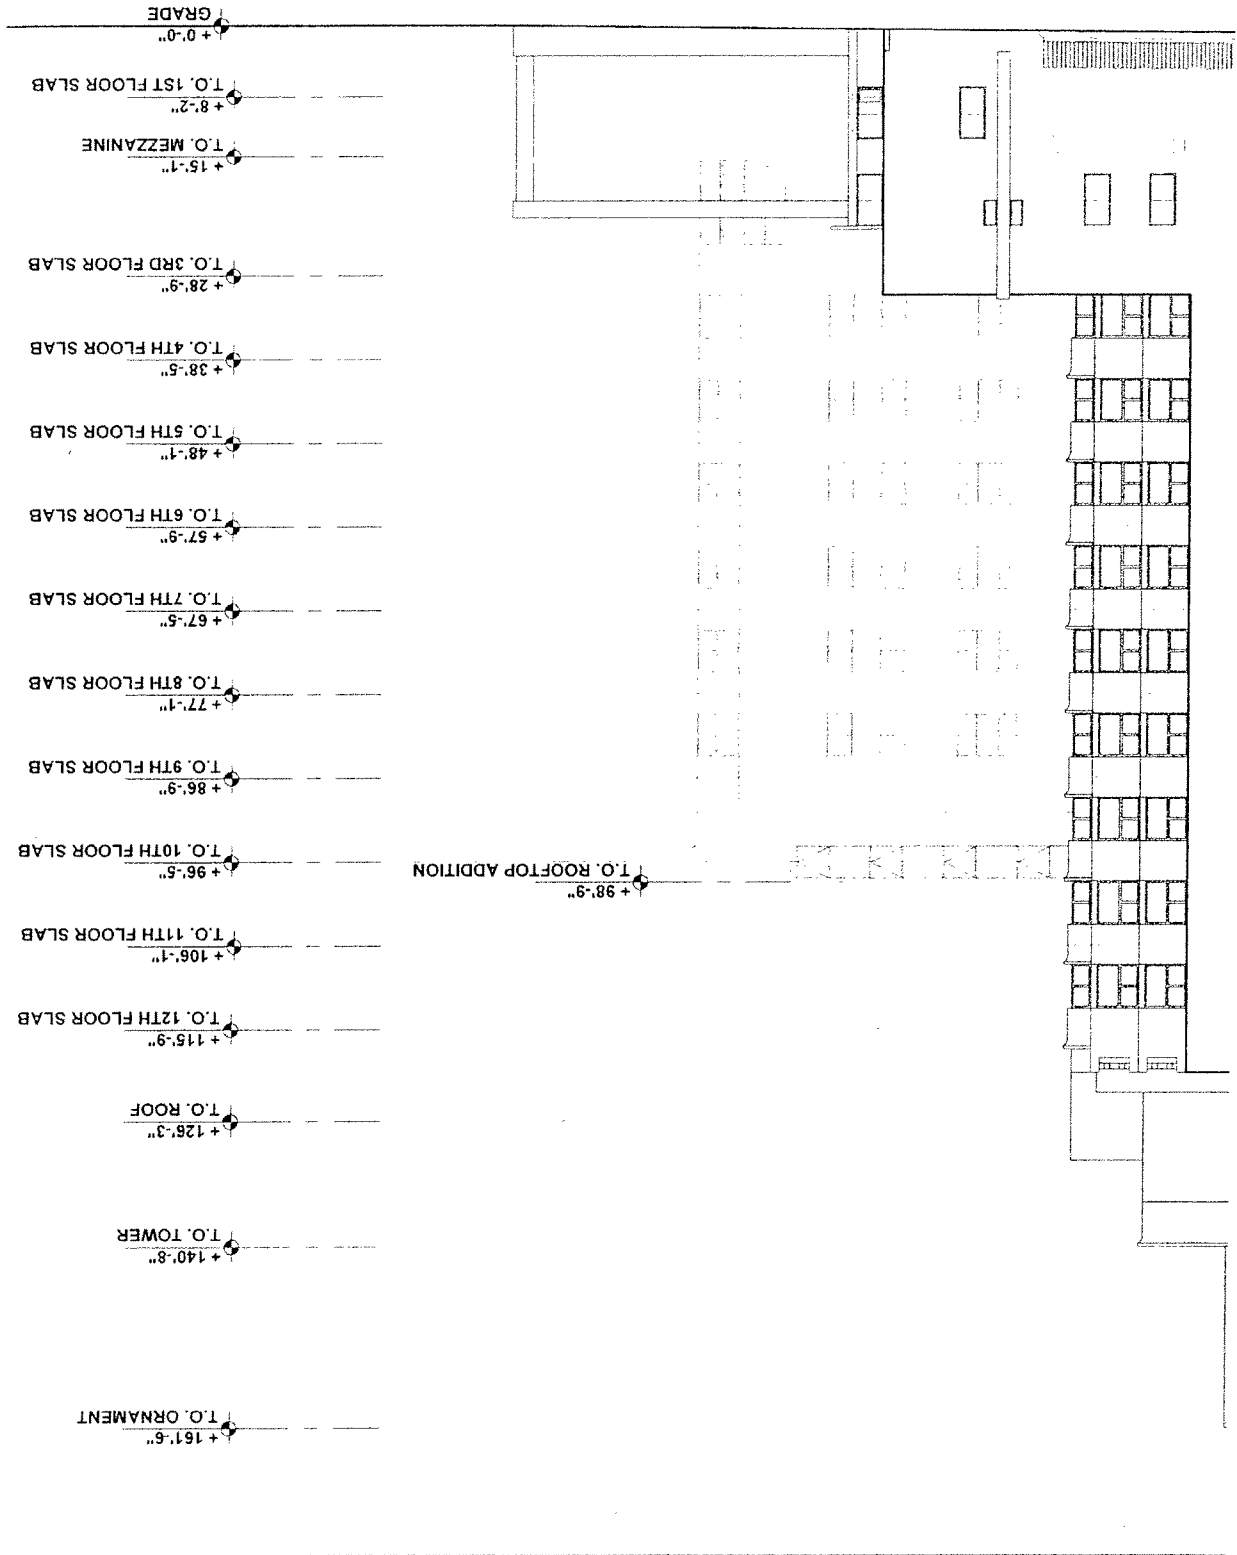 + 161'-6"
T.O. ORNAMENT
+ 140'-8"
T.O. TOWER
+ 126'-3"
T.O. ROOF
+ 115'-9"
T.O. 12TH FLOOR SLAB
+ 106'-1"
T.O. 11TH FLOOR SLAB
+ 98'-9"
T.O. ROOFTOP ADDITION
+ 96'-5"
T.O. 10TH FLOOR SLAB
+ 86'-9"
T.O. 9TH FLOOR SLAB
+ 77'-1"
T.O. 8TH FLOOR SLAB
+ 67'-5"
T.O. 7TH FLOOR SLAB
+ 57'-9"
T.O. 6TH FLOOR SLAB
+ 48'-1"
T.O. 5TH FLOOR SLAB
+ 38'-5"
T.O. 4TH FLOOR SLAB
+ 28'-9"
T.O. 3RD FLOOR SLAB
+ 15'-1"
T.O. MEZZANINE
+ 8'-2"
T.O. 1ST FLOOR SLAB
+ 0'-0"
GRADE